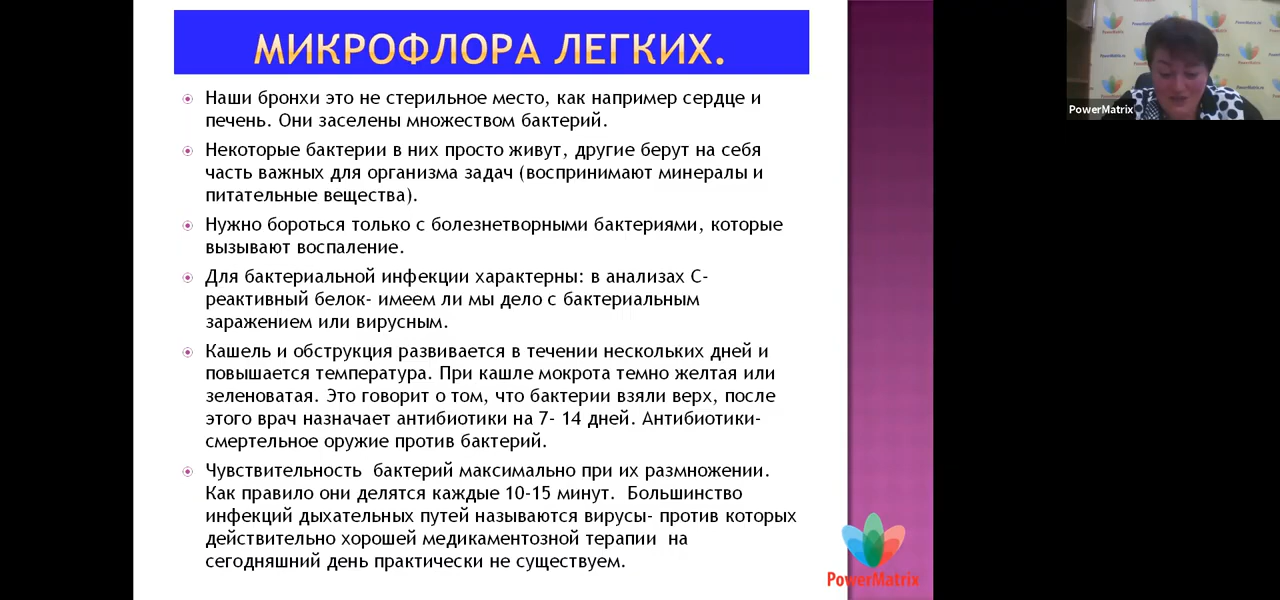 МИКРОФЛОРА ЛЕГКИХ.
Наши бронхи это не стерильное место, как например сердце и
печень. Они заселены множеством бактерий.
Некоторые бактерии в них просто живут, другие берут на себя
часть важных для организма задач (воспринимают минералы и
питательные вещества).
Нужно бороться только с болезнетворными бактериями, которые
вызывают воспаление.
Для бактериальной инфекции характерны: в анализах С-
реактивный белок- имеем ли мы дело с бактериальным
заражением или вирусным.
Кашель и обструкция развивается в течении нескольких дней и
повышается температура. При кашле мокрота темно желтая или
зеленоватая. Это говорит о том, что бактерии взяли верх, после
этого врач назначает антибиотики на 7- 14 дней. Антибиотики-
смертельное оружие против бактерий.
Чувствительность бактерий максимально при их размножении.
Как правило они делятся каждые 10-15 минут. Большинство
инфекций дыхательных путей называются вирусы- против которых
действительно хорошей медикаментозной терапии на
сегодняшний день практически не существуем.
PowerMatrix
PowerMatrix